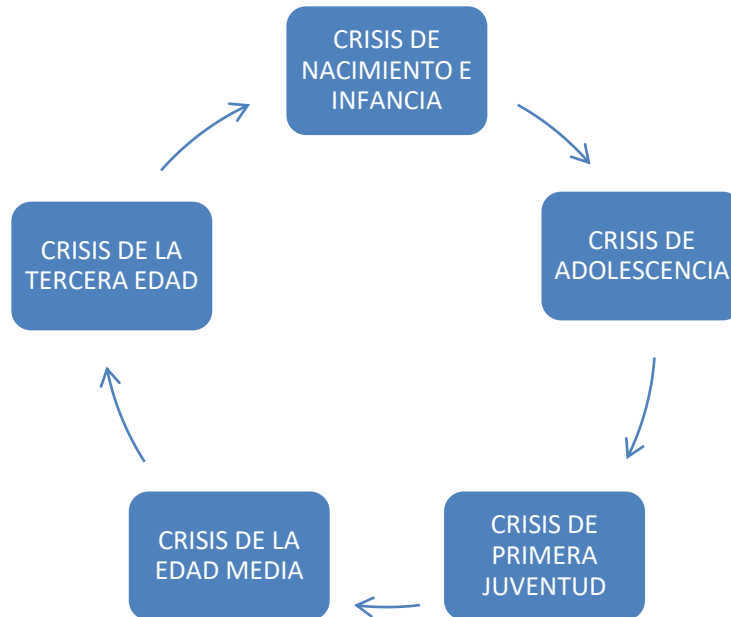 CRISIS DE
NACIMIENTO E
INFANCIA
CRISIS DE
ADOLESCENCIA
CRISIS DE
PRIMERA
JUVENTUD
CRISIS DE LA
EDAD MEDIA
CRISIS DE LA
TERCERA EDAD